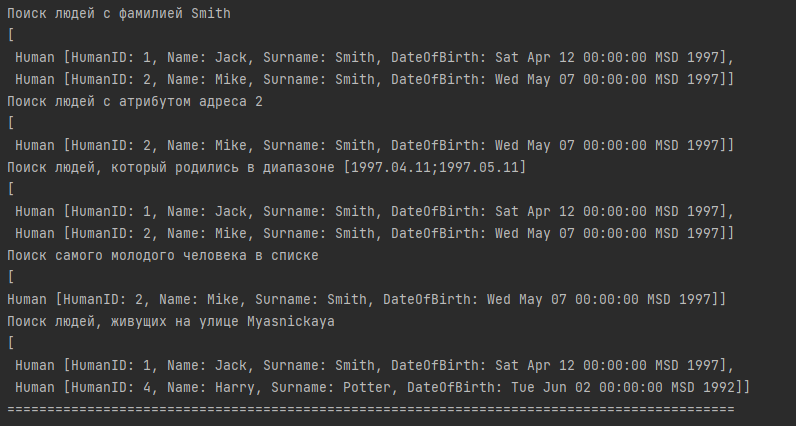 Поиск людей с фамилией Smith
[
 Human [HumanID: 1, Name: Jack, Surname: Smith, DateOfBirth: Sat Apr 12 00:00:00 MSD 1997],
 Human [HumanID: 2, Name: Mike, Surname: Smith, DateOfBirth: Wed May 07 00:00:00 MSD 1997]]
Поиск людей с атрибутом адреса 2
[
 Human [HumanID: 2, Name: Mike, Surname: Smith, DateOfBirth: Wed May 07 00:00:00 MSD 1997]]
Поиск людей, который родились в диапазоне [1997.04.11;1997.05.11]
[
 Human [HumanID: 1, Name: Jack, Surname: Smith, DateOfBirth: Sat Apr 12 00:00:00 MSD 1997],
 Human [HumanID: 2, Name: Mike, Surname: Smith, DateOfBirth: Wed May 07 00:00:00 MSD 1997]]
Поиск самого молодого человека в списке
[
Human [HumanID: 2, Name: Mike, Surname: Smith, DateOfBirth: Wed May 07 00:00:00 MSD 1997]]
Поиск людей, живущих на улице Myasnickaya
[
 Human [HumanID: 1, Name: Jack, Surname: Smith, DateOfBirth: Sat Apr 12 00:00:00 MSD 1997],
 Human [HumanID: 4, Name: Harry, Surname: Potter, DateOfBirth: Tue Jun 02 00:00:00 MSD 1992]]
===========================================================================================